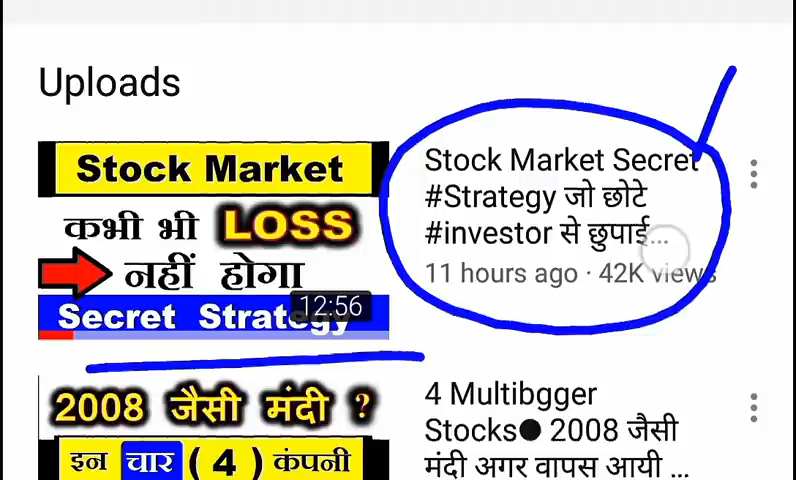 Uploads
Stock Market
कभी भी LOSS
नहीं होगा
Secret Strategy
12:56
Stock Market Secret
#Strategy जो छोटे
#investor से छुपाई...
11 hours ago · 42K views
2008 जैसी मंदी ?
इन चार ( 4 ) कंपनी
4 Multibgger
Stocks● 2008 जैसी
मंदी अगर वापस आयी ...